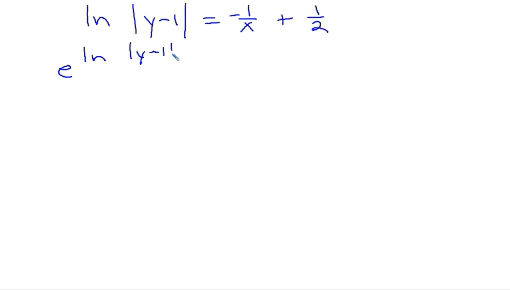 ln |y-1| = -1/x + 1/2
e^ln |y-1|